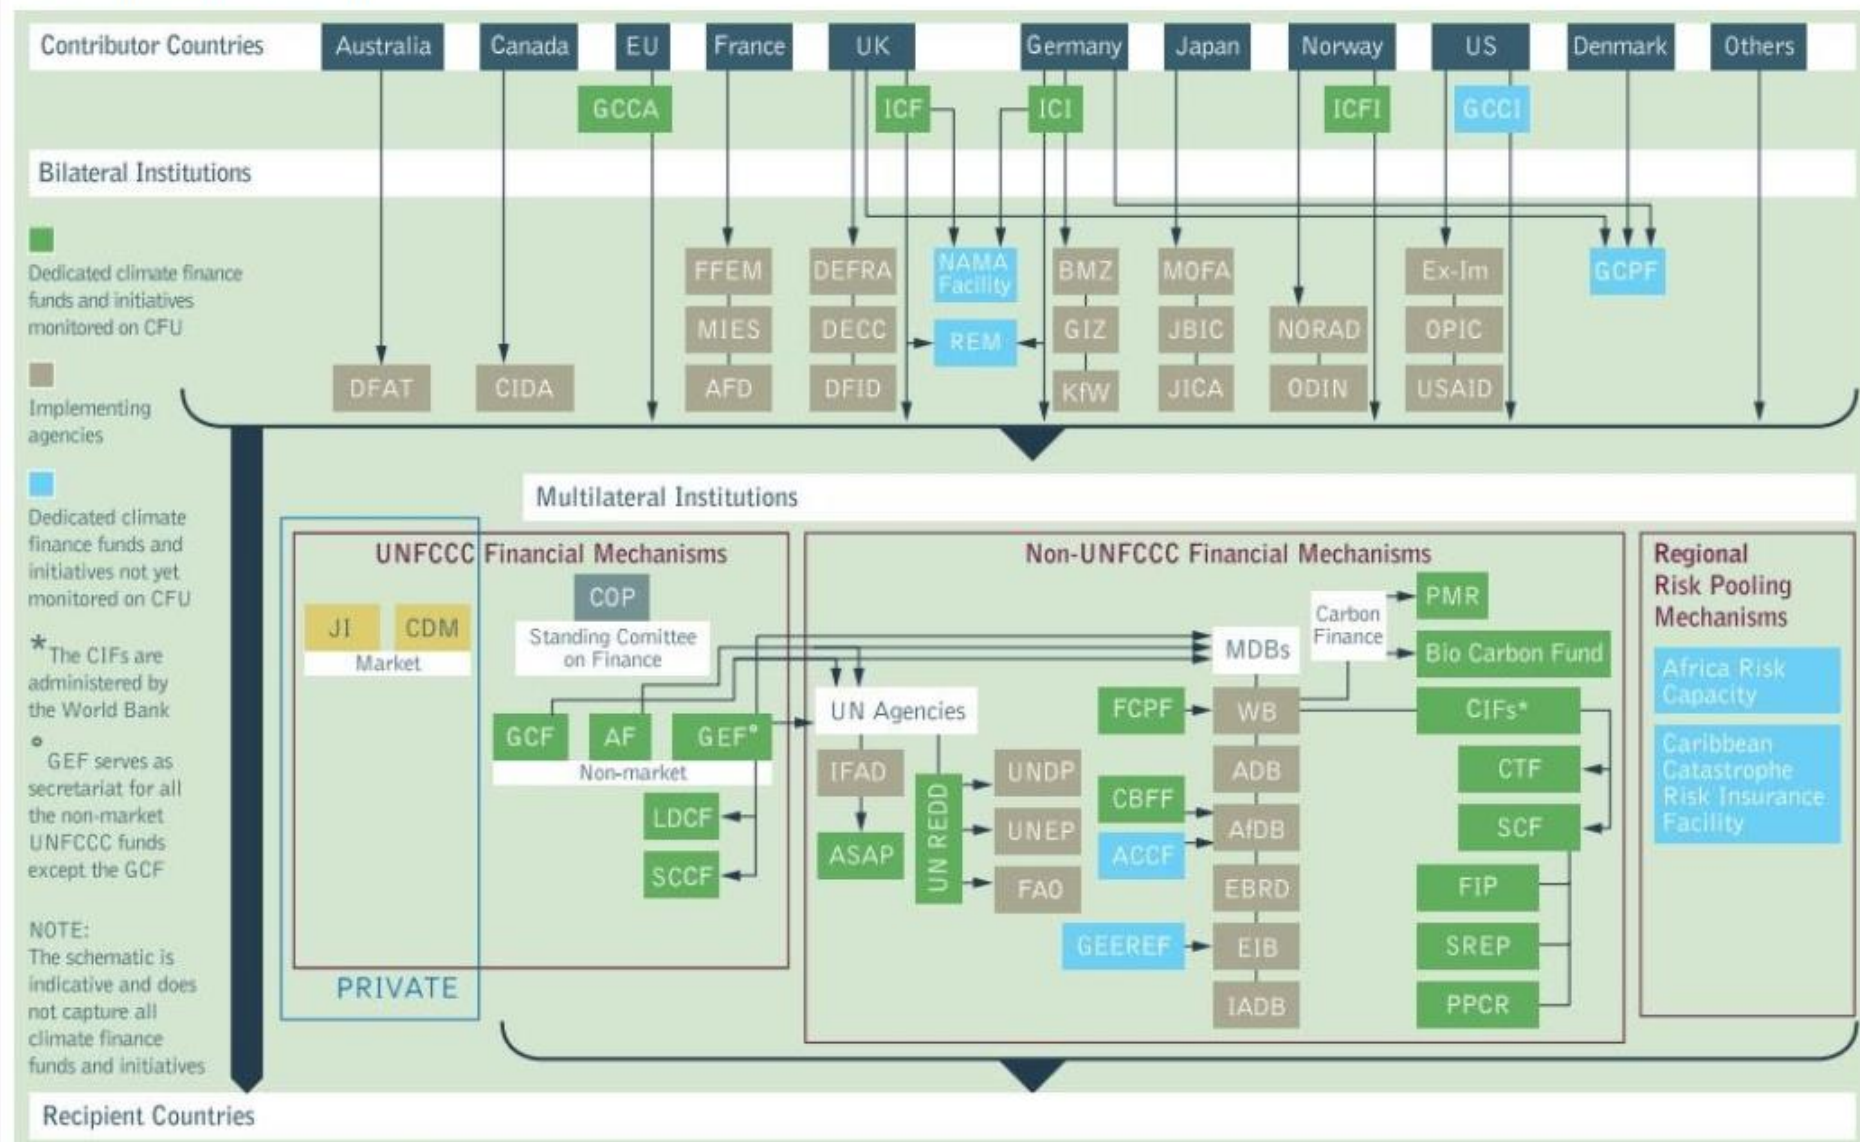 Contributor Countries
Australia
Canada
EU
France
UK
Germany
Japan
Norway
US
Denmark
Others
GCCA
ICF
ICI
ICFI
GCCI
Bilateral Institutions
Dedicated climate finance
funds and initiatives
monitored on CFU
Implementing
agencies
Dedicated climate
finance funds and
initiatives not yet
monitored on CFU
*The CIFs are
administered by
the World Bank
° GEF serves as
secretariat for all
the non-market
UNFCCC funds
except the GCF
NOTE:
The schematic is
indicative and does
not capture all
climate finance
funds and initiatives
DFAT
CIDA
FFEM
MIES
AFD
DEFRA
DECC
DFID
NAMA
Facility
REM
BMZ
GIZ
KfW
MOFA
JBIC
JICA
NORAD
ODIN
Ex-Im
OPIC
USAID
GCPF
Multilateral Institutions
UNFCCC Financial Mechanisms
JI
CDM
Market
PRIVATE
COP
Standing Comittee
on Finance
GCF
AF
GEF°
Non-market
LDCF
SCCF
Non-UNFCCC Financial Mechanisms
UN Agencies
IFAD
ASAP
UN REDD
UNDP
UNEP
FAO
FCPF
CBFF
ACCF
GEEREF
MDBs
WB
ADB
AfDB
EBRD
EIB
IADB
Carbon
Finance
PMR
Bio Carbon Fund
CIFs*
CTF
SCF
FIP
SREP
PPCR
Regional
Risk Pooling
Mechanisms
Africa Risk
Capacity
Caribbean
Catastrophe
Risk Insurance
Facility
Recipient Countries